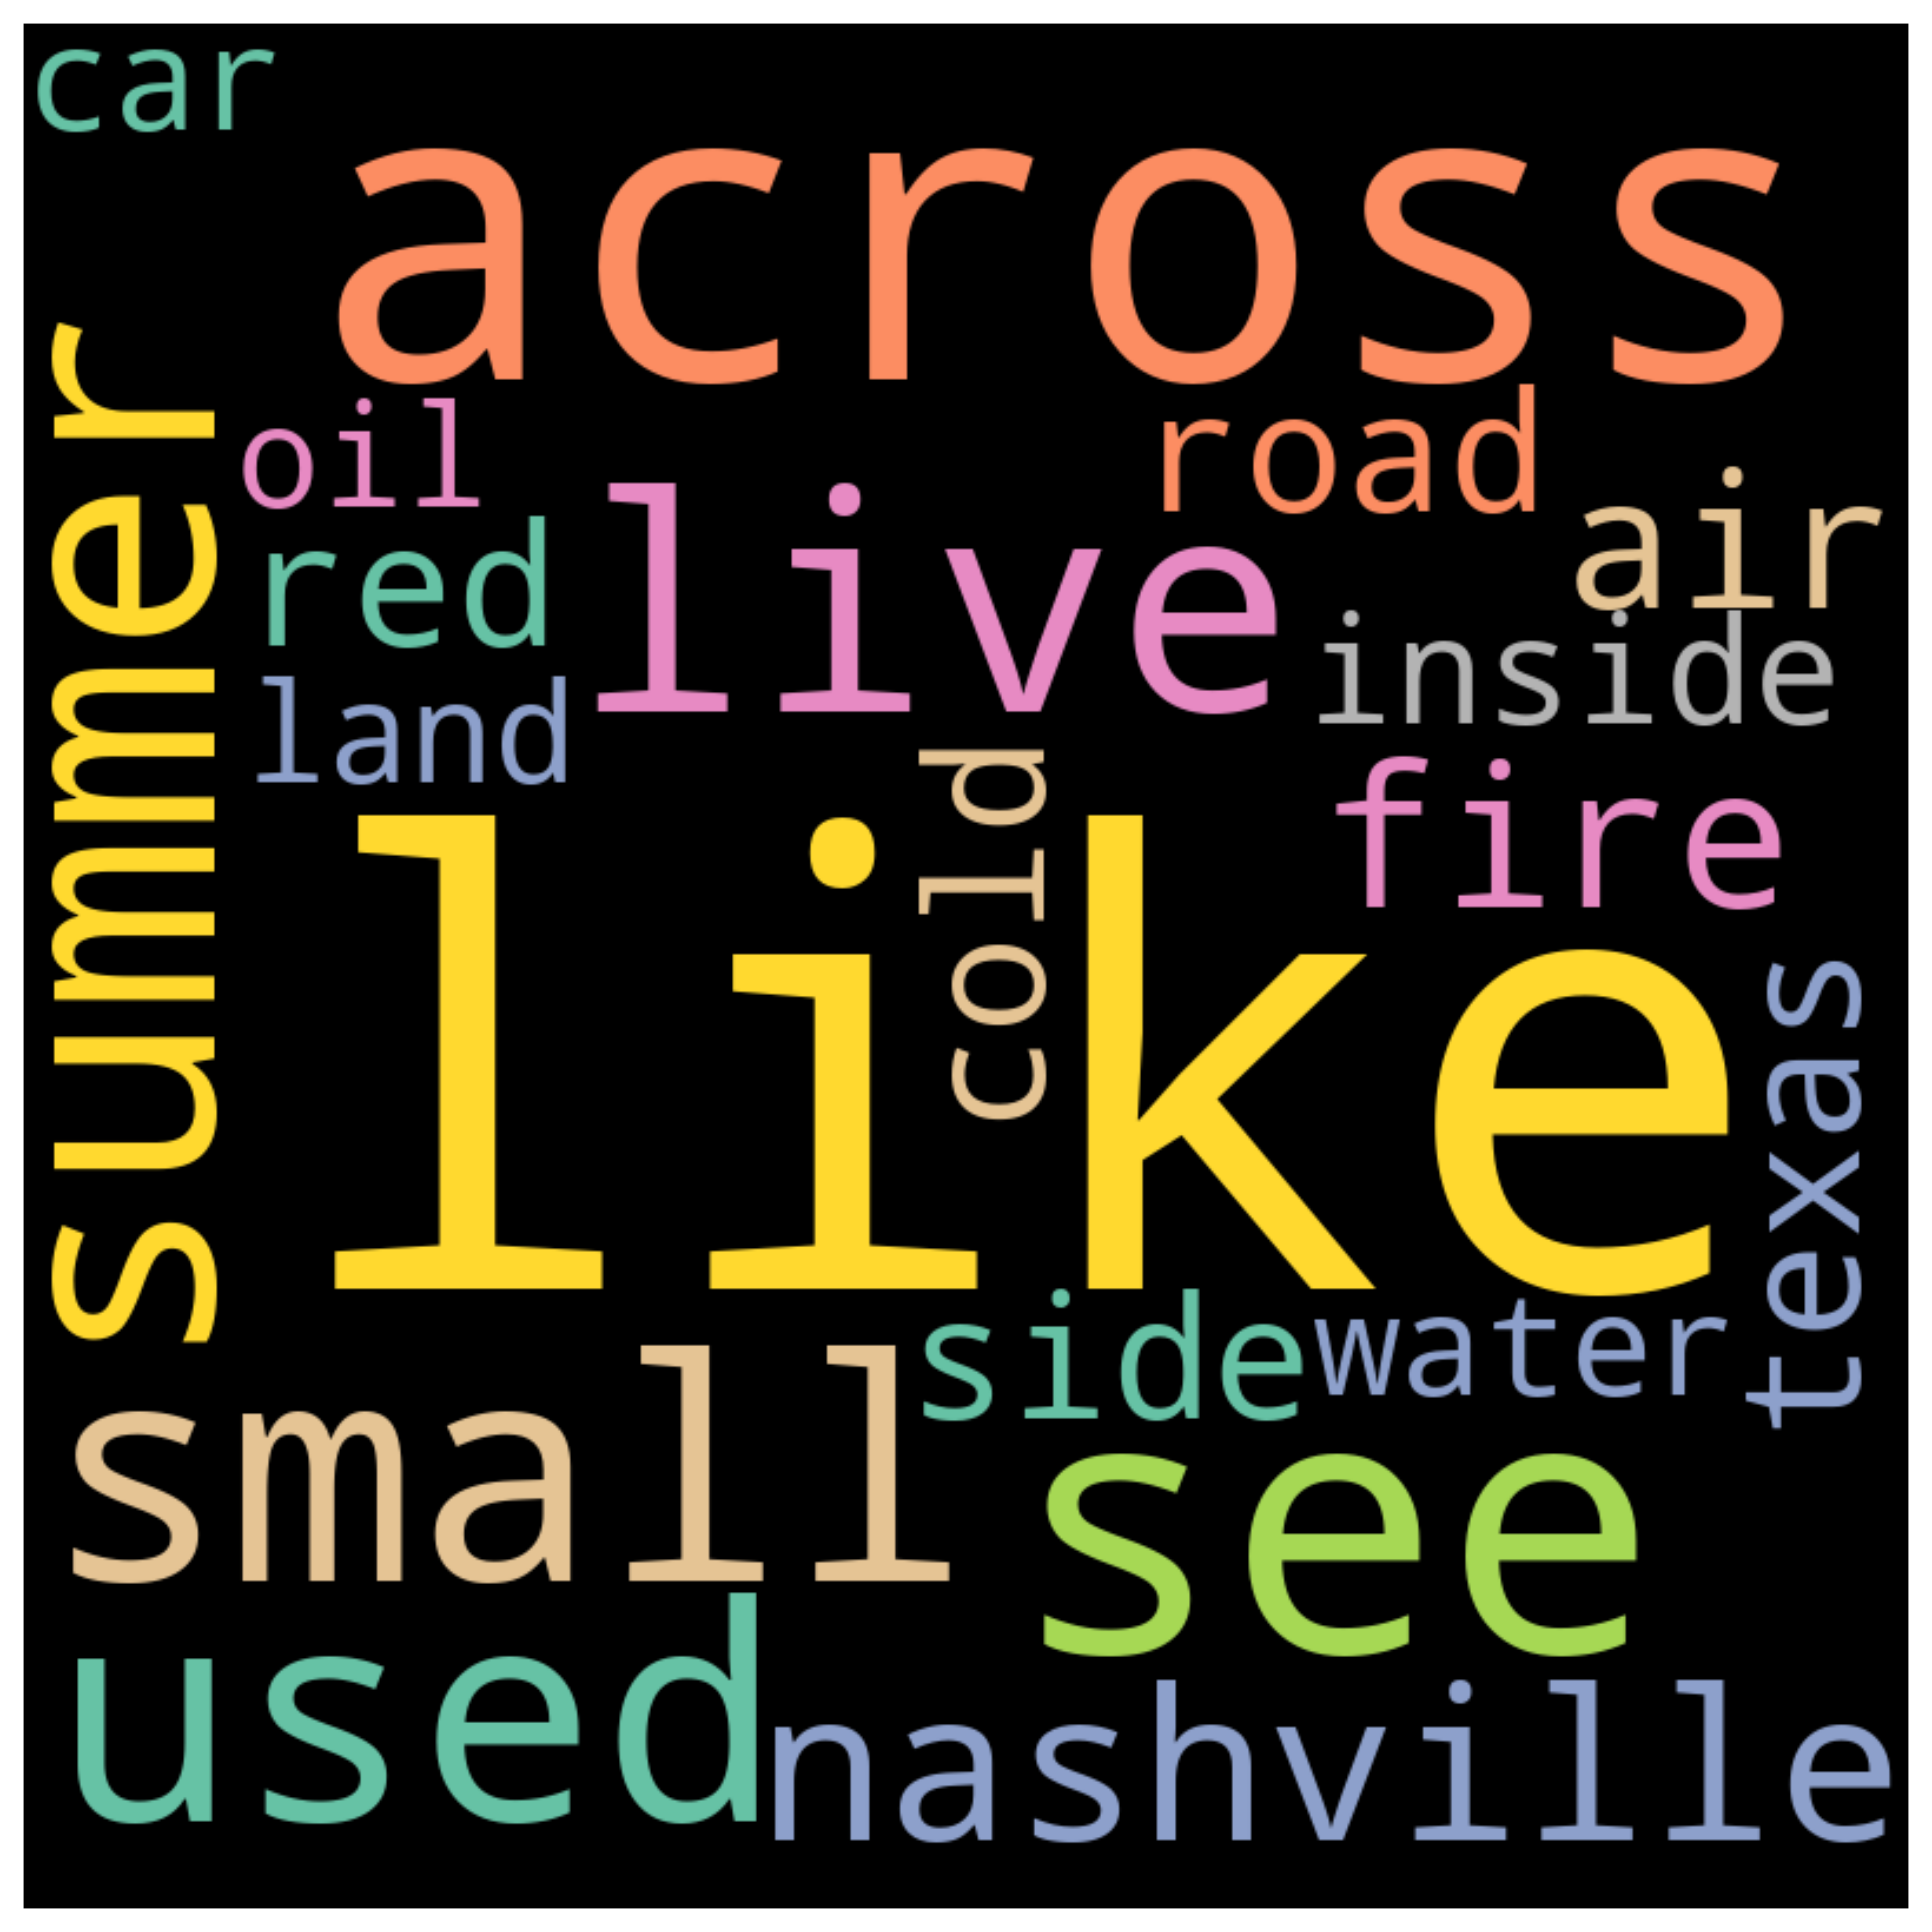 car
across
summer
oil
road
live
air
red
inside
land
cold
fire
like
texas
side
water
small
see
used
nashville